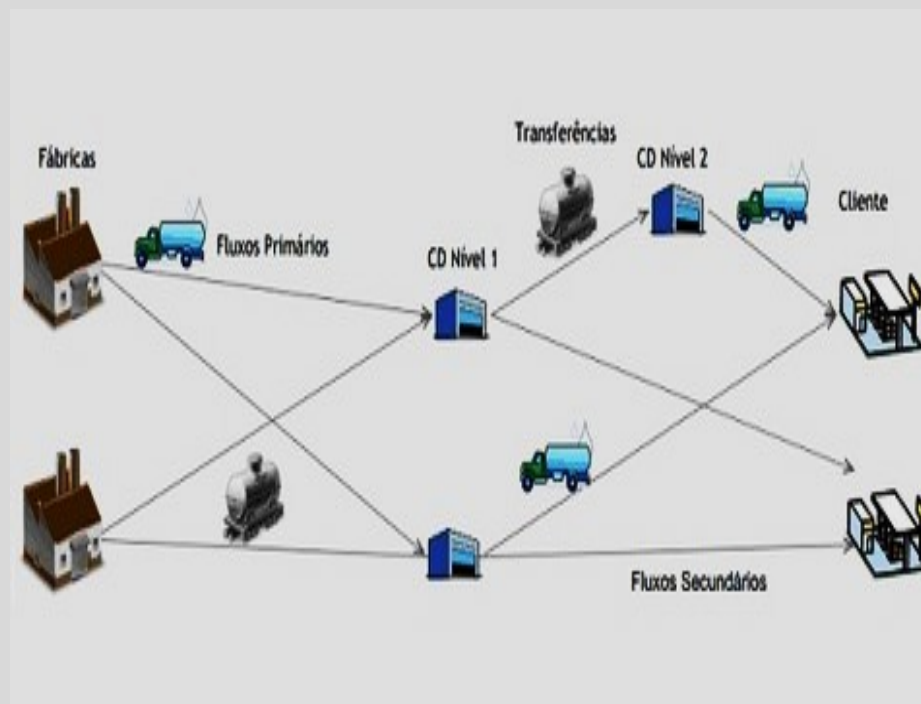 Fábricas
Fluxos Primários
CD Nível 1
Transferências
CD Nível 2
Cliente
Fluxos Secundários